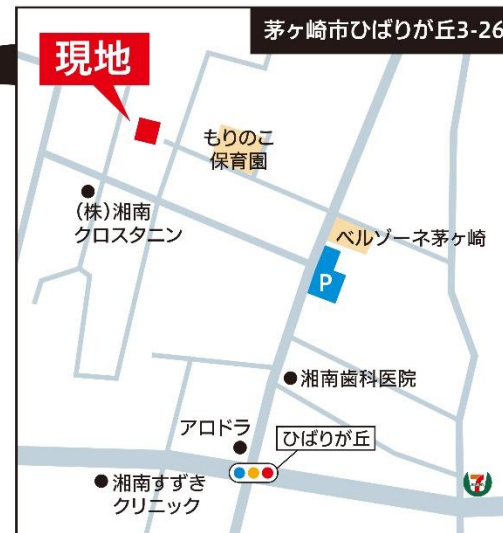 茅ヶ崎市ひばりが丘3-26
現地
もりのこ
保育園
(株)湘南
クロスタニン
ベルゾーネ茅ヶ崎
P
湘南歯科医院
アロドラ
ひばりが丘
湘南すずき
クリニック
7